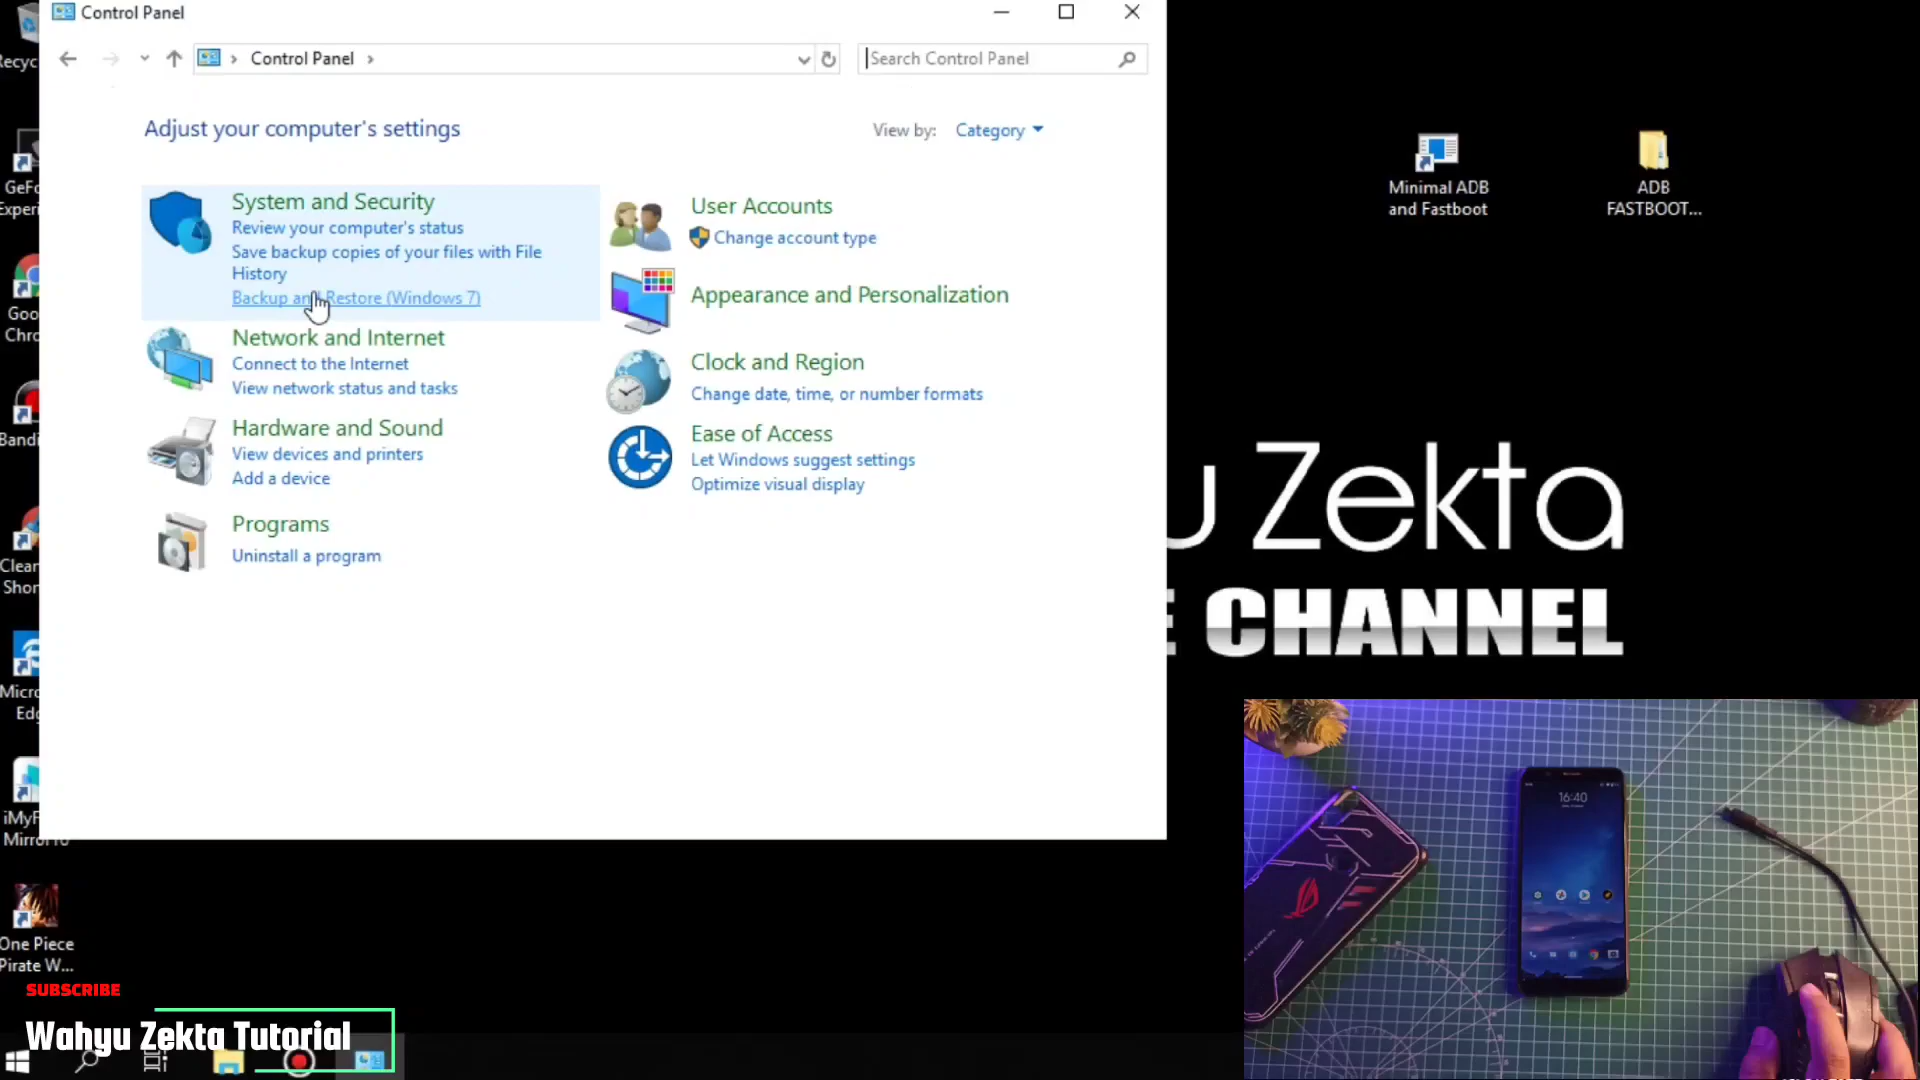 Control Panel
Control Panel
Search Control Panel
Adjust your computer's settings
View by: Category
System and Security
Review your computer's status
Save backup copies of your files with File
History
Backup and Restore (Windows 7)
Network and Internet
Connect to the Internet
View network status and tasks
Hardware and Sound
View devices and printers
Add a device
Programs
Uninstall a program
User Accounts
Change account type
Appearance and Personalization
Clock and Region
Change date, time, or number formats
Ease of Access
Let Windows suggest settings
Optimize visual display
Minimal ADB
and Fastboot
ADB
FASTBOOT...
Zekta
CHANNEL
One Piece
Pirate W...
SUBSCRIBE
Wahyu Zekta Tutorial
16:40